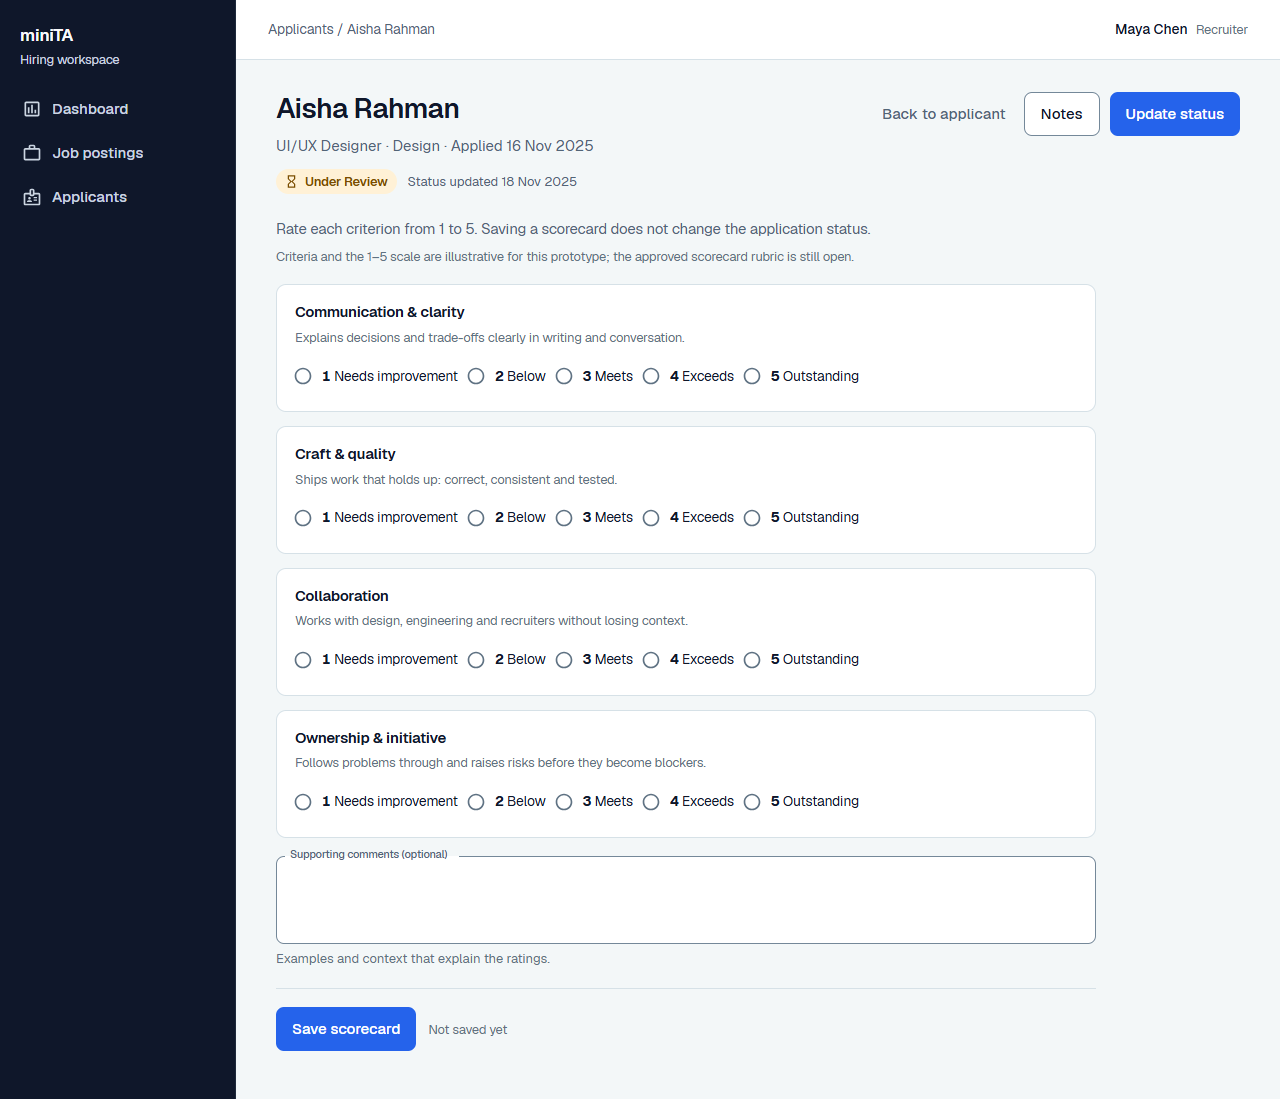 miniTA
Hiring workspace
Dashboard
Job postings
Applicants
Applicants / Aisha Rahman
Maya Chen Recruiter
Aisha Rahman
UI/UX Designer · Design · Applied 16 Nov 2025
Under Review Status updated 18 Nov 2025
Back to applicant
Notes
Update status
Rate each criterion from 1 to 5. Saving a scorecard does not change the application status.
Criteria and the 1–5 scale are illustrative for this prototype; the approved scorecard rubric is still open.
Communication & clarity
Explains decisions and trade-offs clearly in writing and conversation.
1 Needs improvement 2 Below 3 Meets 4 Exceeds 5 Outstanding
Craft & quality
Ships work that holds up: correct, consistent and tested.
1 Needs improvement 2 Below 3 Meets 4 Exceeds 5 Outstanding
Collaboration
Works with design, engineering and recruiters without losing context.
1 Needs improvement 2 Below 3 Meets 4 Exceeds 5 Outstanding
Ownership & initiative
Follows problems through and raises risks before they become blockers.
1 Needs improvement 2 Below 3 Meets 4 Exceeds 5 Outstanding
Supporting comments (optional)
Examples and context that explain the ratings.
Save scorecard Not saved yet